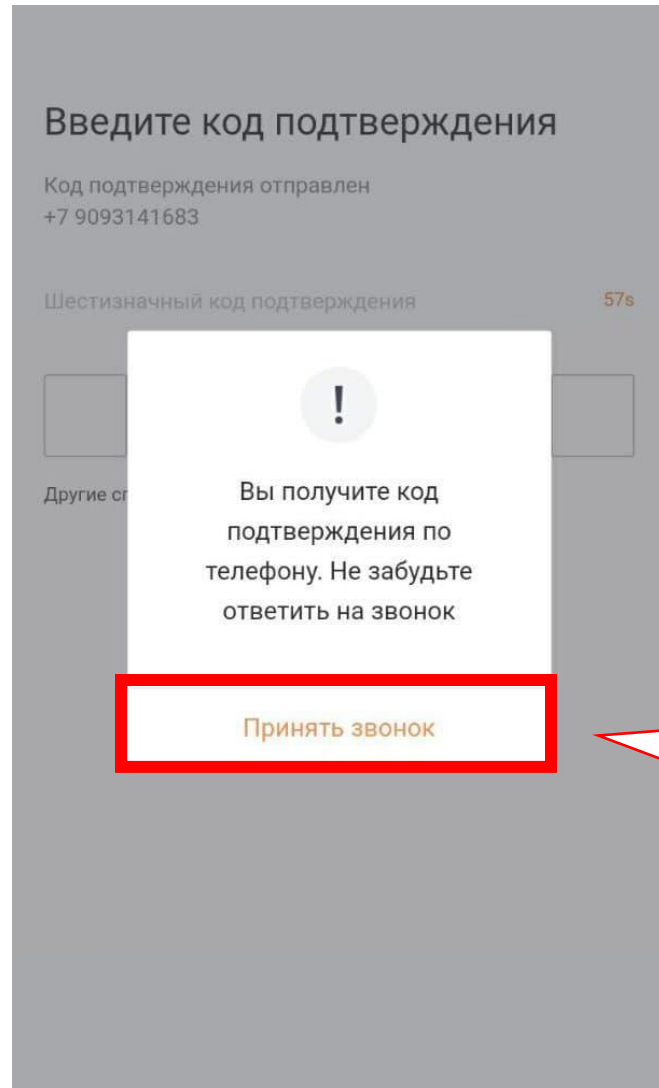 Введите код подтверждения
Код подтверждения отправлен
+7 9093141683
Шестизначный код подтверждения 57s
!
Другие
Вы получите код
подтверждения по
телефону. Не забудьте
ответить на звонок
Принять звонок